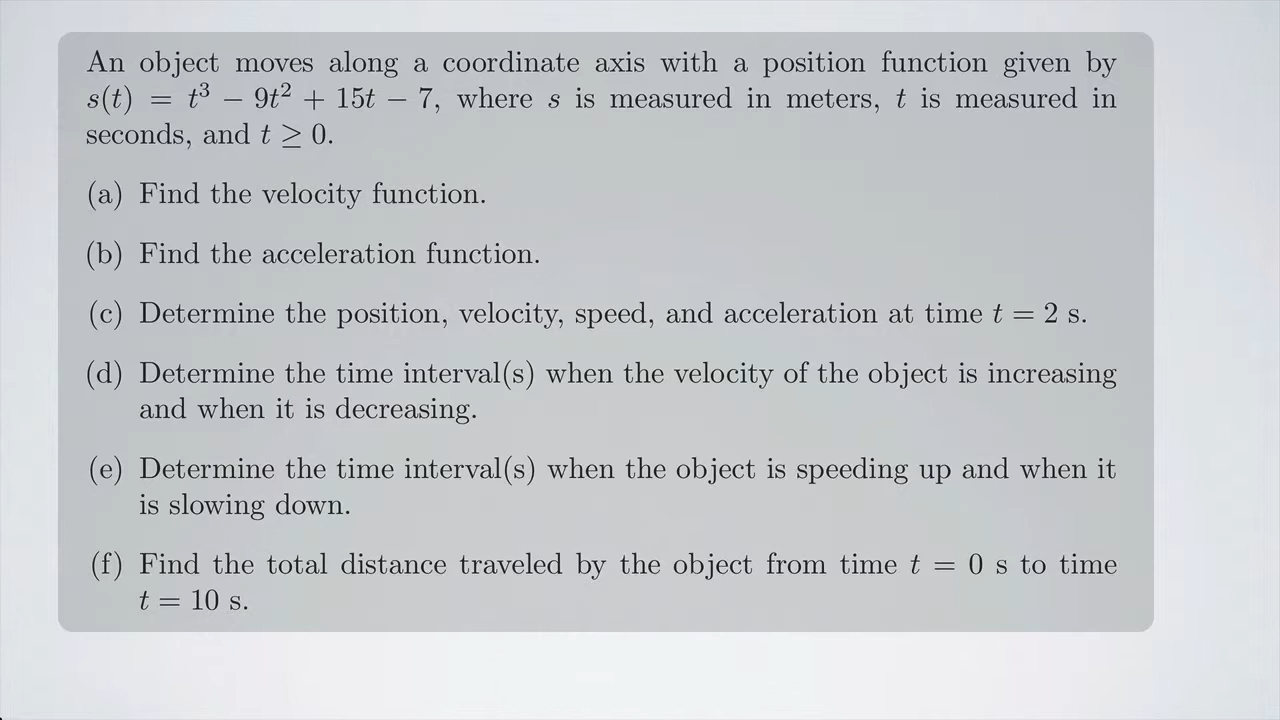 An object moves along a coordinate axis with a position function given by
s(t) = t³ − 9t² + 15t − 7, where s is measured in meters, t is measured in
seconds, and t ≥ 0.
(a) Find the velocity function.
(b) Find the acceleration function.
(c) Determine the position, velocity, speed, and acceleration at time t = 2 s.
(d) Determine the time interval(s) when the velocity of the object is increasing
and when it is decreasing.
(e) Determine the time interval(s) when the object is speeding up and when it
is slowing down.
(f) Find the total distance traveled by the object from time t = 0 s to time
t = 10 s.